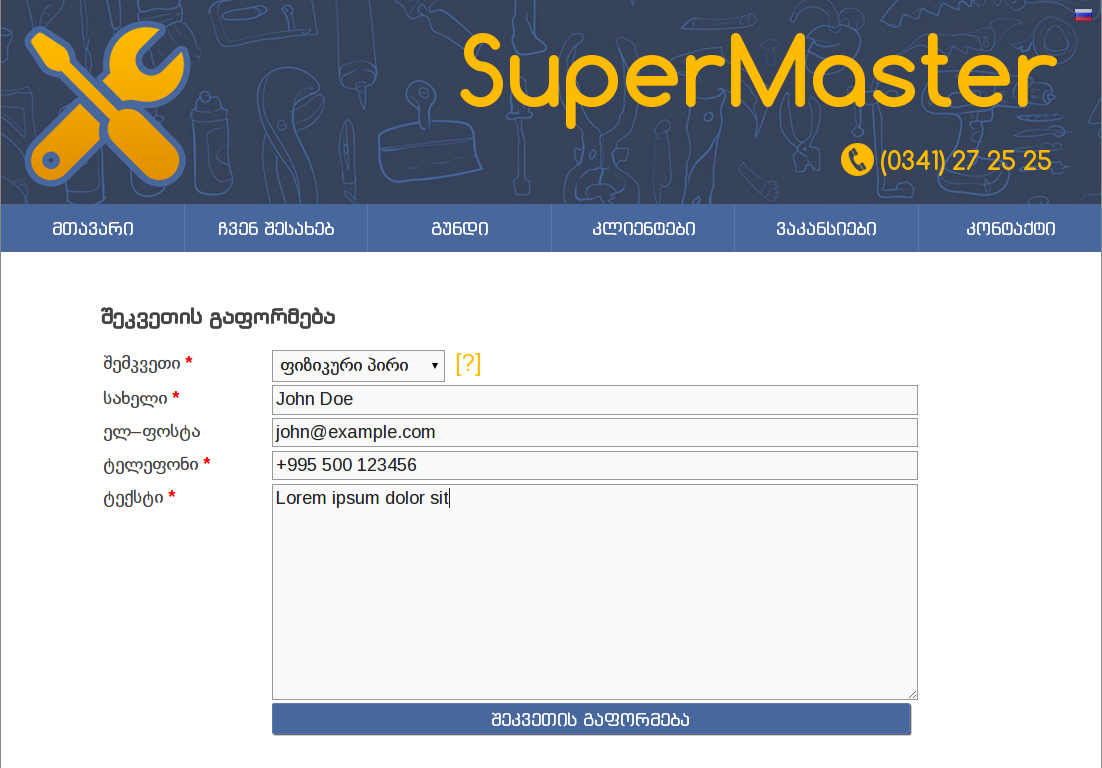 SuperMaster
(0341) 27 25 25
მთავარი ჩვენ შესახებ გუნდი კლიენტები ვაკანსიები კონტაქტი
შეკვეთის გაფორმება
შემკვეთი * ფიზიკური პირი [?]
სახელი * John Doe
ელ–ფოსტა john@example.com
ტელეფონი * +995 500 123456
ტექსტი * Lorem ipsum dolor sit
შეკვეთის გაფორმება